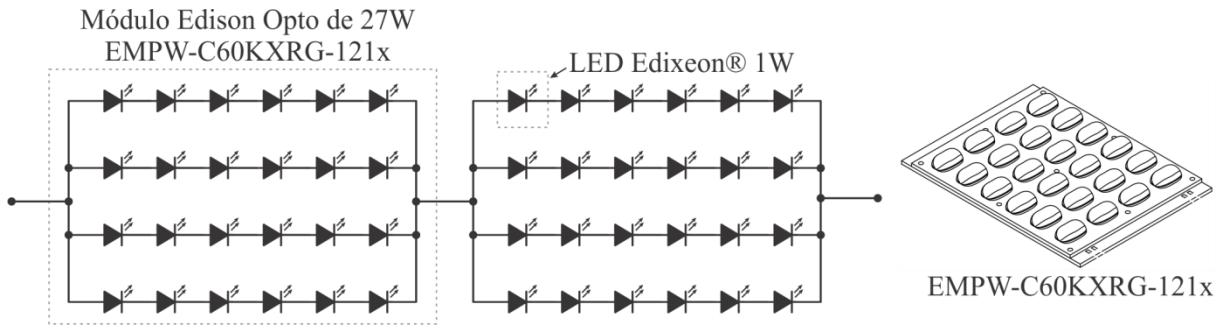 Módulo Edison Opto de 27W
EMPW-C60KXRG-121x
LED Edixeon® 1W
EMPW-C60KXRG-121x